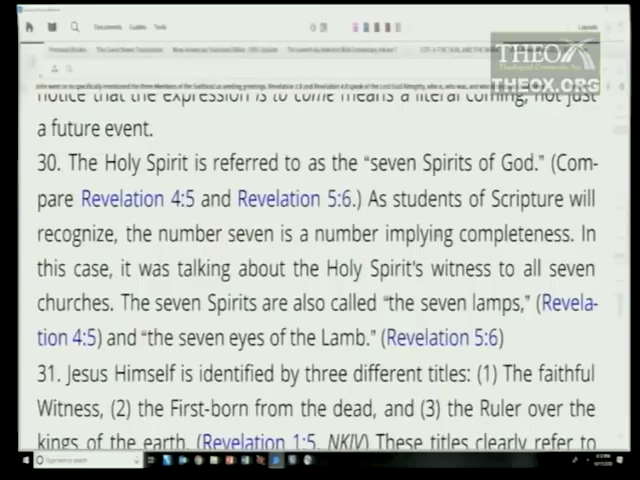 Documents Guides Tools
Layouts
THEOX
THEOX.ORG
notice that the expression is to come means a literal coming, not just
a future event.
30. The Holy Spirit is referred to as the “seven Spirits of God.” (Com-
pare Revelation 4:5 and Revelation 5:6.) As students of Scripture will
recognize, the number seven is a number implying completeness. In
this case, it was talking about the Holy Spirit's witness to all seven
churches. The seven Spirits are also called “the seven lamps,” (Revela-
tion 4:5) and “the seven eyes of the Lamb.” (Revelation 5:6)
31. Jesus Himself is identified by three different titles: (1) The faithful
Witness, (2) the First-born from the dead, and (3) the Ruler over the
kings of the earth. (Revelation 1:5, NKJV) These titles clearly refer to